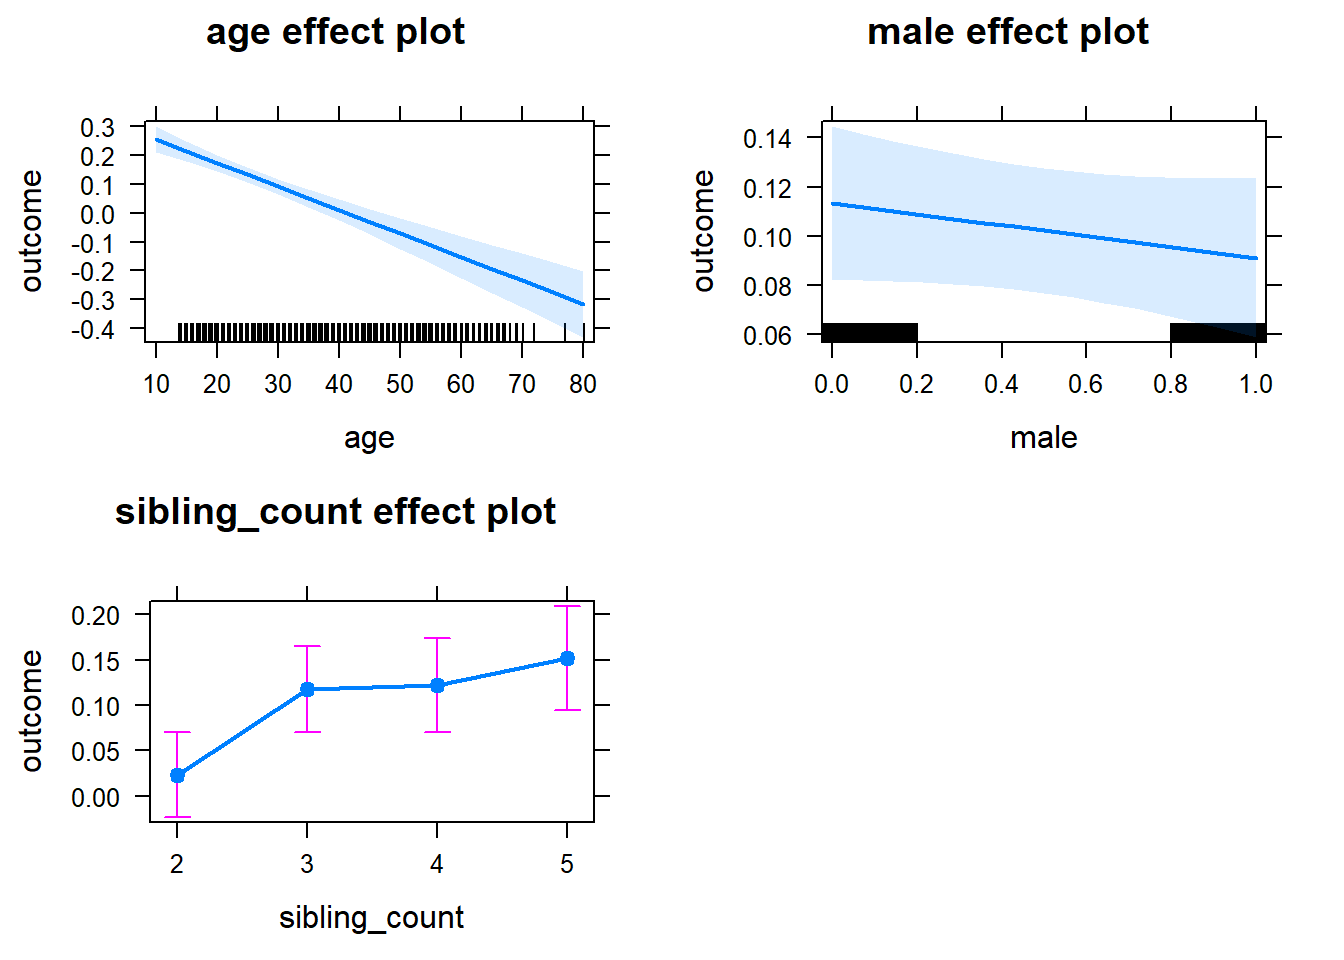 age effect plot
outcome
0.3
0.2
0.1
0.0
-0.1
-0.2
-0.3
-0.4
10 20 30 40 50 60 70 80
age
male effect plot
outcome
0.14
0.12
0.10
0.08
0.06
0.0 0.2 0.4 0.6 0.8 1.0
male
sibling_count effect plot
outcome
0.20
0.15
0.10
0.05
0.00
2 3 4 5
sibling_count